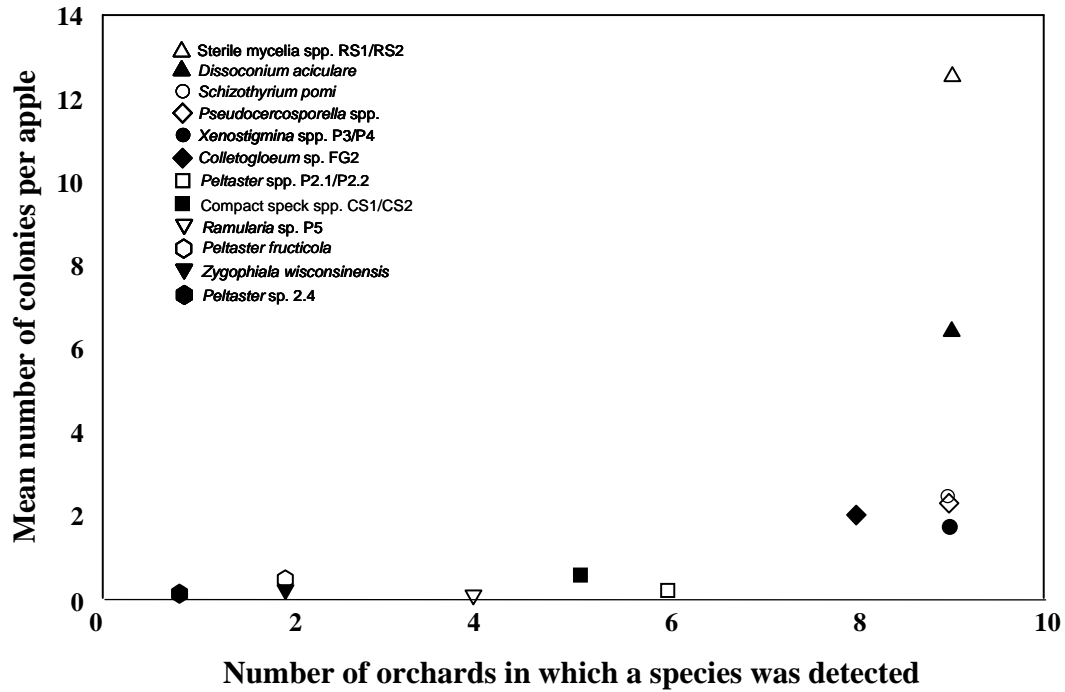 14
12
10
8
6
4
2
0
Mean number of colonies per apple
Sterile mycelia spp. RS1/RS2
Dissoconium aciculare
Schizothyrium pomi
Pseudocercosporella spp.
Xenostigmina spp. P3/P4
Colletogloeum sp. FG2
Peltaster spp. P2.1/P2.2
Compact speck spp. CS1/CS2
Ramularia sp. P5
Peltaster fructicola
Zygophiala wisconsinensis
Peltaster sp. 2.4
0 2 4 6 8 10
Number of orchards in which a species was detected